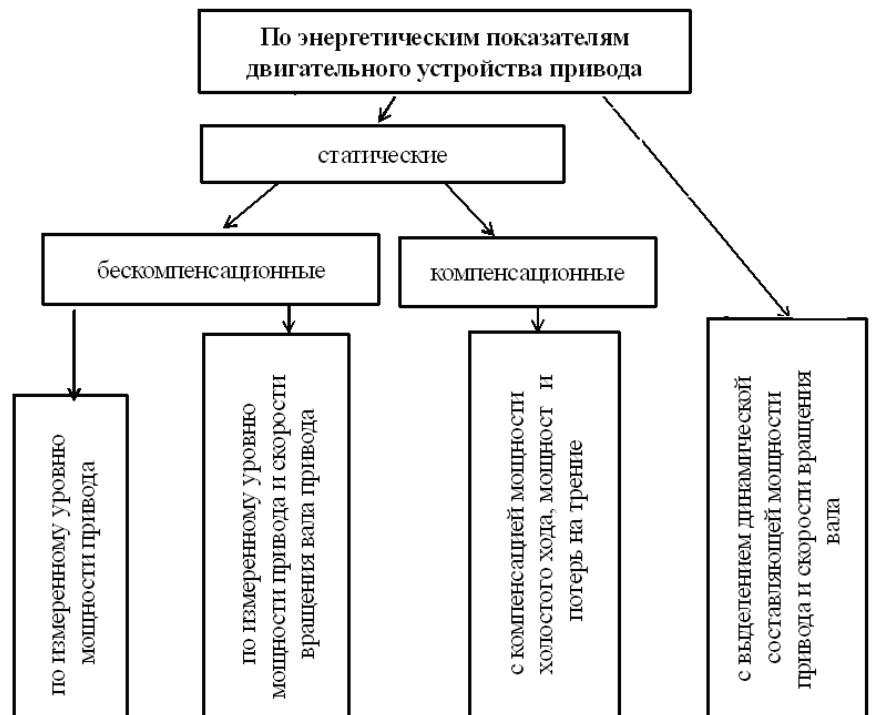 По энергетическим показателям
двигательного устройства привода
статические
бескомпенсационные
компенсационные
по измеренному уровню
мощности привода
по измеренному уровню
мощности привода и скорости
вращения вала привода
с компенсацией мощности
холостого хода, мощност и
потерь на трение
с выделением динамической
составляющей мощности
привода и скорости вращения
вала